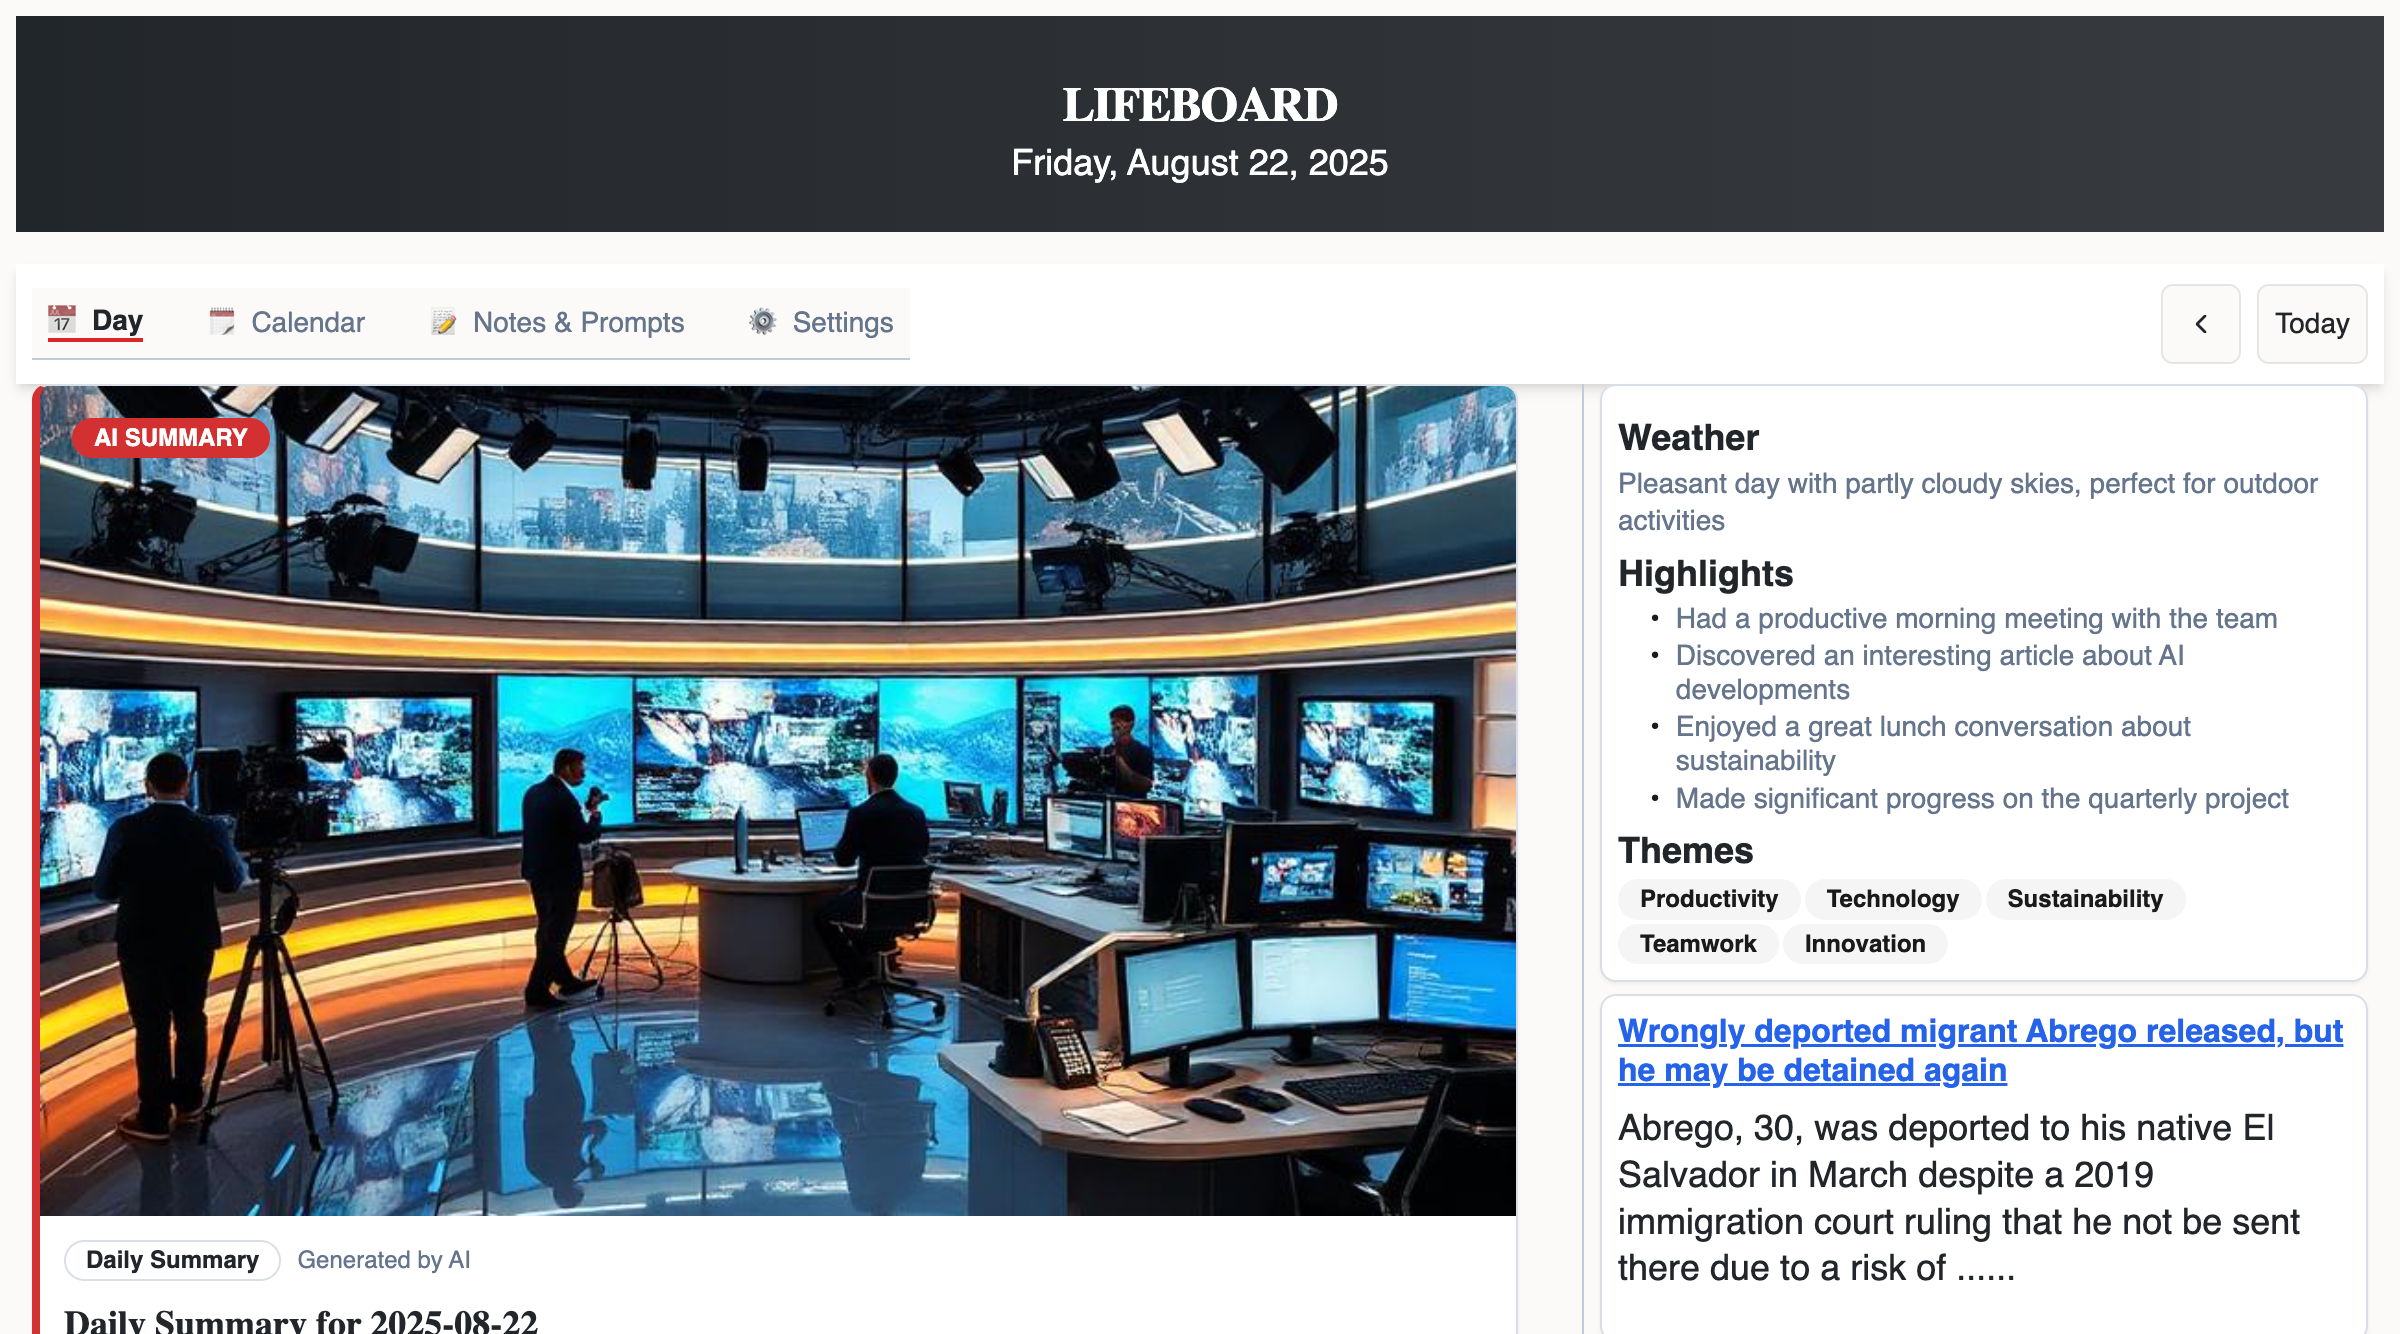 LIFEBOARD
Friday, August 22, 2025
17 Day
Calendar
Notes & Prompts
Settings
Today
AI SUMMARY
Daily Summary
Generated by AI
Daily Summary for 2025-08-22
Weather
Pleasant day with partly cloudy skies, perfect for outdoor
activities
Highlights
• Had a productive morning meeting with the team
• Discovered an interesting article about AI
developments
• Enjoyed a great lunch conversation about
sustainability
• Made significant progress on the quarterly project
Themes
Productivity
Technology
Sustainability
Teamwork
Innovation
Wrongly deported migrant Abrego released, but
he may be detained again
Abrego, 30, was deported to his native El
Salvador in March despite a 2019
immigration court ruling that he not be sent
there due to a risk of ......